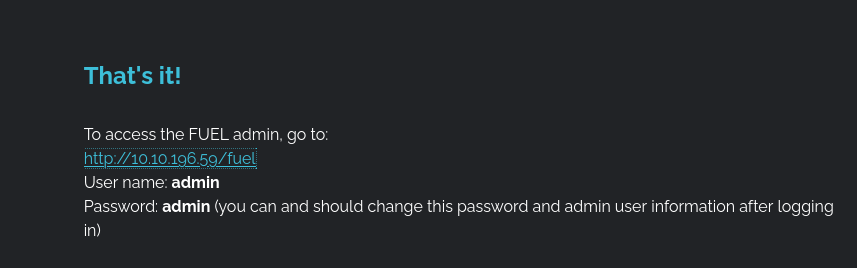 That's it!
To access the FUEL admin, go to:
http://10.10.196.59/fuel
User name: admin
Password: admin (you can and should change this password and admin user information after logging
in)